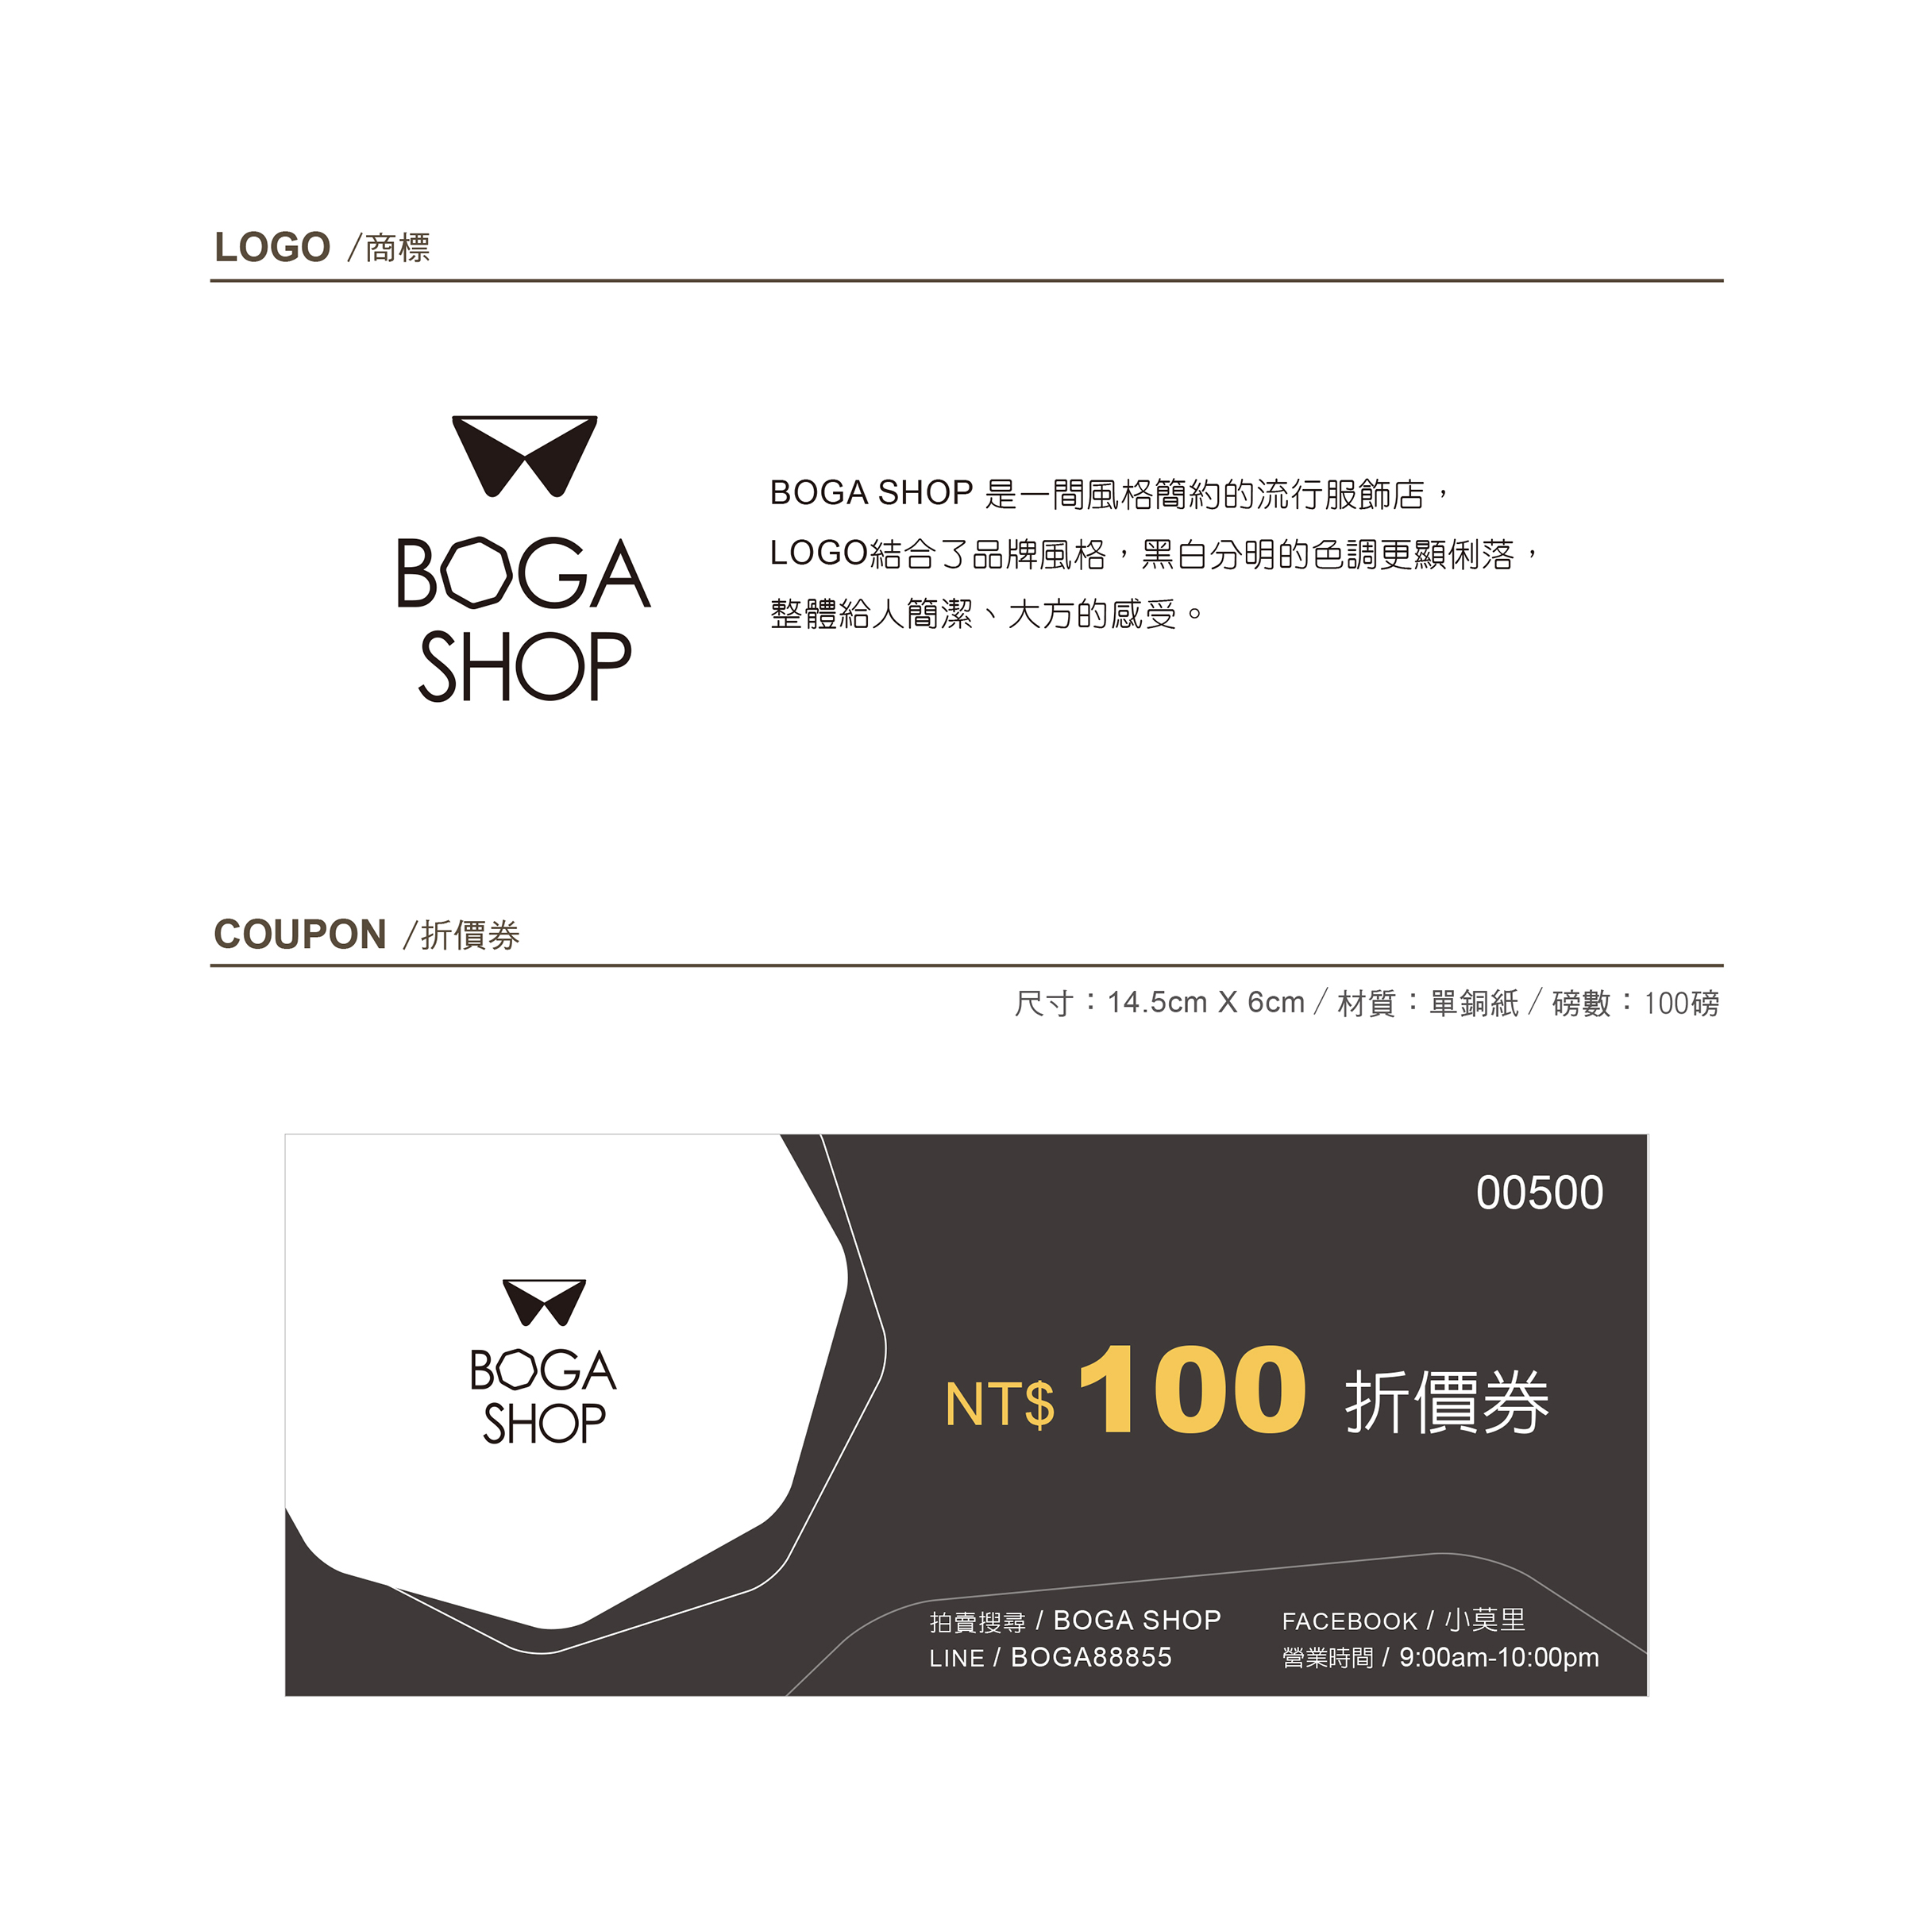 LOGO /商標
BOGA
SHOP
BOGA SHOP 是一間風格簡約的流行服飾店，
LOGO結合了品牌風格，黑白分明的色調更顯俐落，
整體給人簡潔、大方的感受。
COUPON /折價券
尺寸：14.5cm X 6cm / 材質：單銅紙 / 磅數：100磅
00500
BOGA
SHOP
NT$ 100 折價券
拍賣搜尋 / BOGA SHOP
FACEBOOK / 小莫里
LINE / BOGA88855
營業時間 / 9:00am-10:00pm